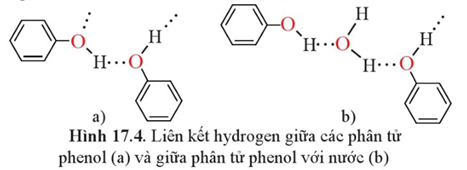 O
H
H
O
O
H
H
O
H
H
O
a)
b)
Hình 17.4. Liên kết hydrogen giữa các phân tử
phenol (a) và giữa phân tử phenol với nước (b)